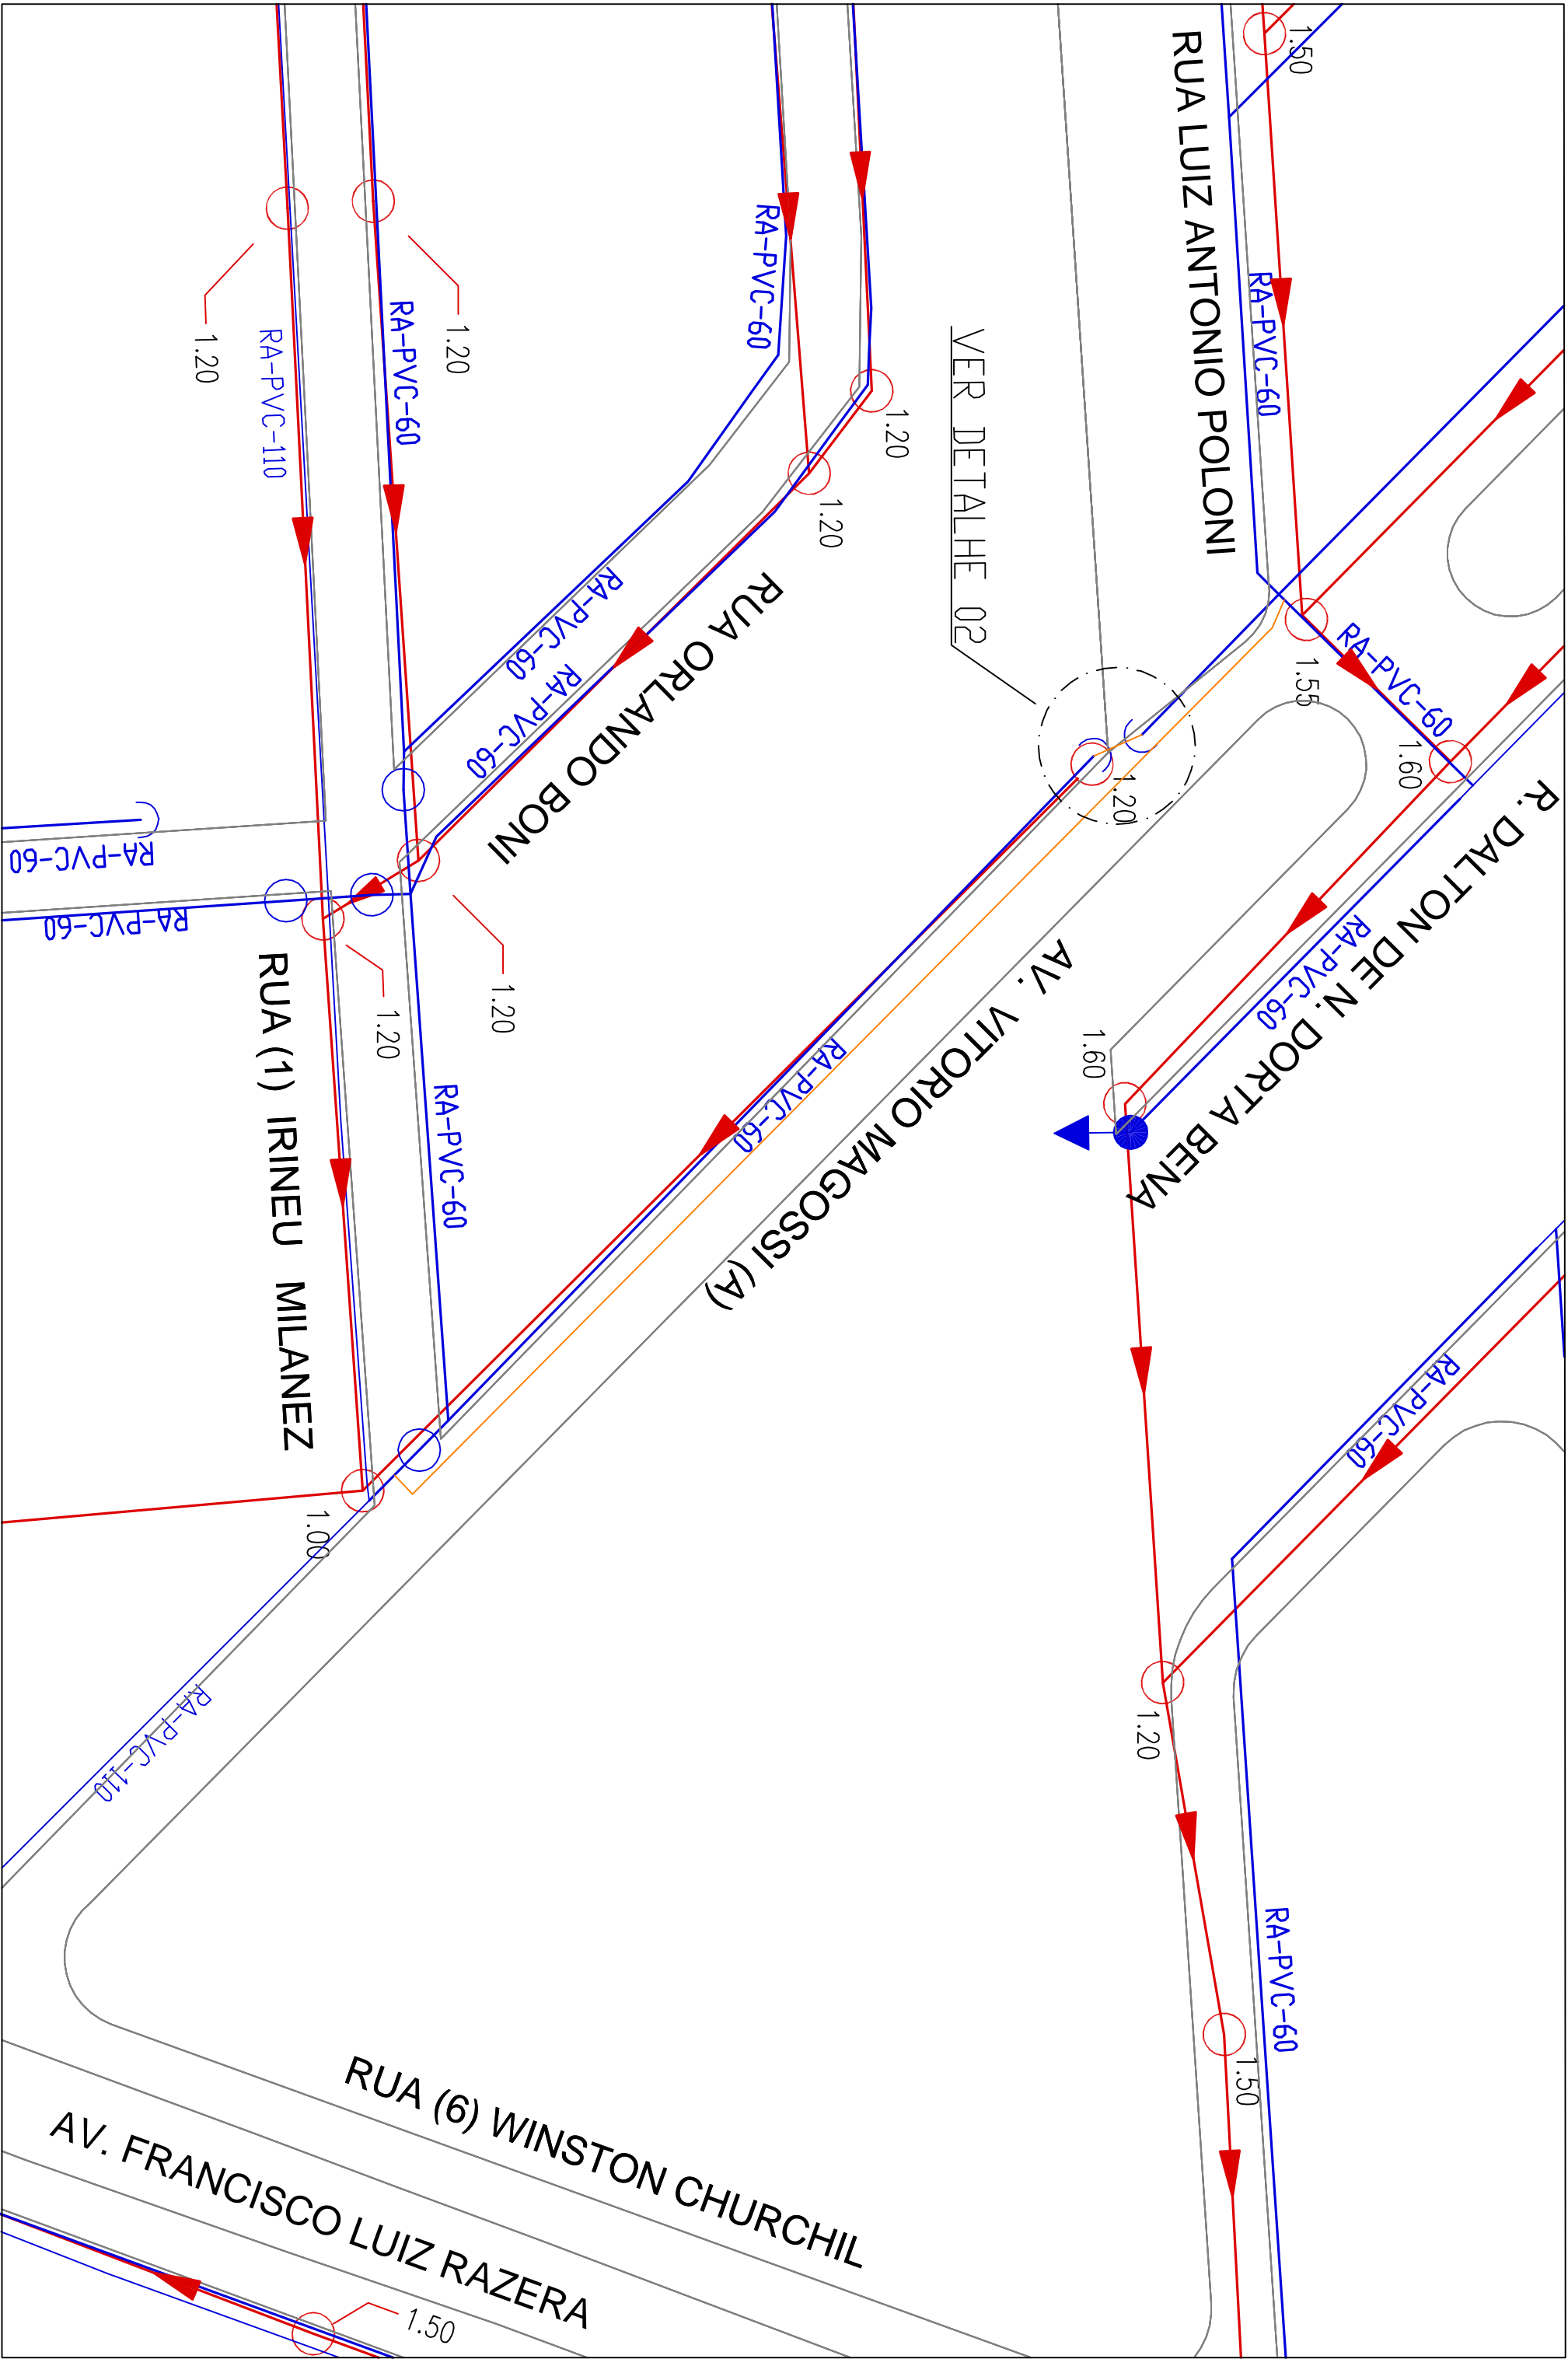 1.50
RUA LUIZ ANTONIO POLONI
RA-PVC-60
RA-PVC-60
1.20
RA-PVC-60
1.20
RA-PVC-110
VER DETALHE 02
1.20
1.20
RA-PVC-60
RA-PVC-60
RUA ORLANDO BONI
RA-PVC-60
1.55
1.60
1.20
R. DALTON DE N. DORTA BENA
RA-PVC-60
RA-PVC-60
RA-PVC-60
RUA (1) IRINEU MILANEZ
1.20
1.20
AV. VITORIO MAGOSSI (A)
RA-PVC-60
1.60
RA-PVC-60
RA-PVC-60
1.00
RA-PVC-110
1.20
RA-PVC-60
1.50
RUA (6) WINSTON CHURCHIL
AV. FRANCISCO LUIZ RAZERA
1.50